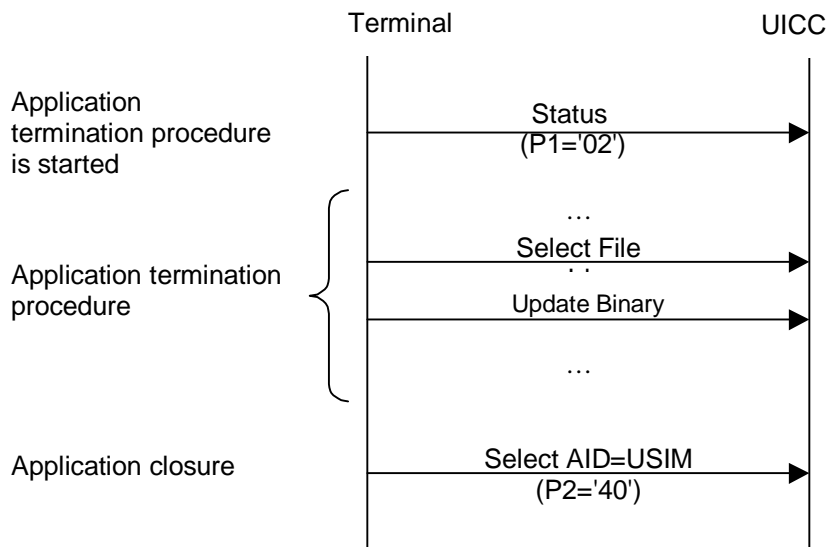 Terminal
UICC
Application
termination procedure
is started
Status
(P1='02')
...
Select File
. .
Application termination
procedure
Update Binary
...
Application closure
Select AID=USIM
(P2='40')